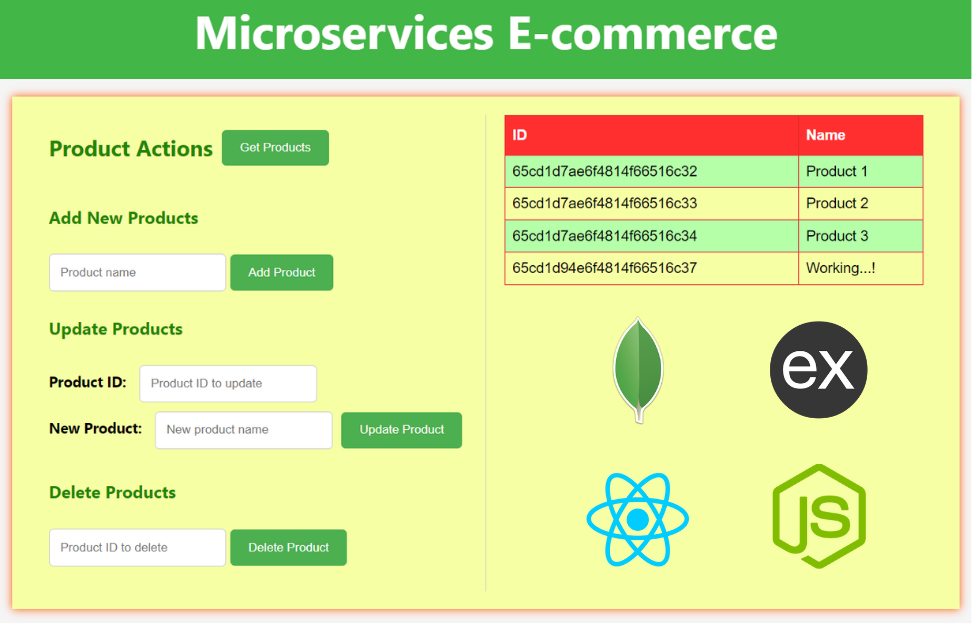 Microservices E-commerce
Product Actions Get Products
Add New Products
Product name Add Product
Update Products
Product ID: Product ID to update
New Product: New product name Update Product
Delete Products
Product ID to delete Delete Product
ID Name
65cd1d7ae6f4814f66516c32 Product 1
65cd1d7ae6f4814f66516c33 Product 2
65cd1d7ae6f4814f66516c34 Product 3
65cd1d94e6f4814f66516c37 Working...!
ex
JS